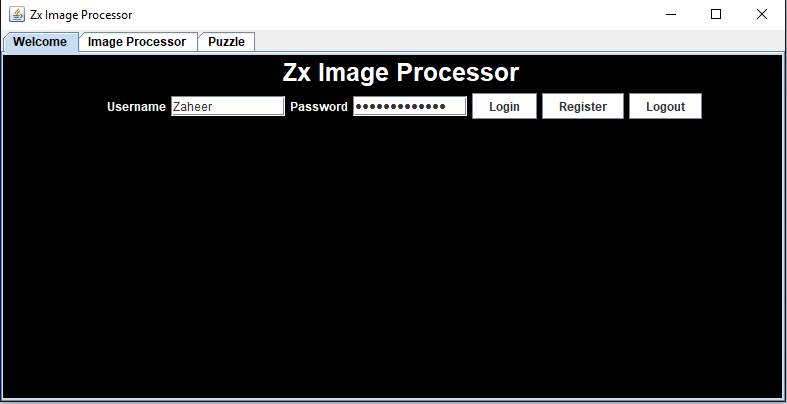 Zx Image Processor
Welcome Image Processor Puzzle
Zx Image Processor
Username Zaheer Password ••••••••••••• Login Register Logout